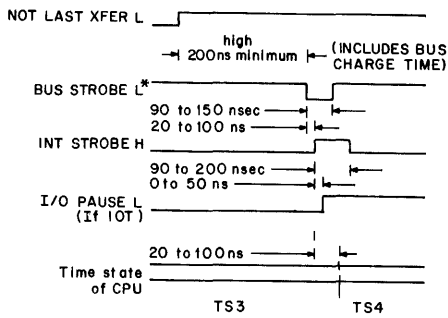 NOT LAST XFER L
high
200ns minimum
(INCLUDES BUS
CHARGE TIME)
BUS STROBE L*
90 to 150 nsec
20 to 100 ns
INT STROBE H
90 to 200 nsec
0 to 50 ns
I/O PAUSE L
(If IOT)
20 to 100ns
Time state
of CPU
TS3 TS4